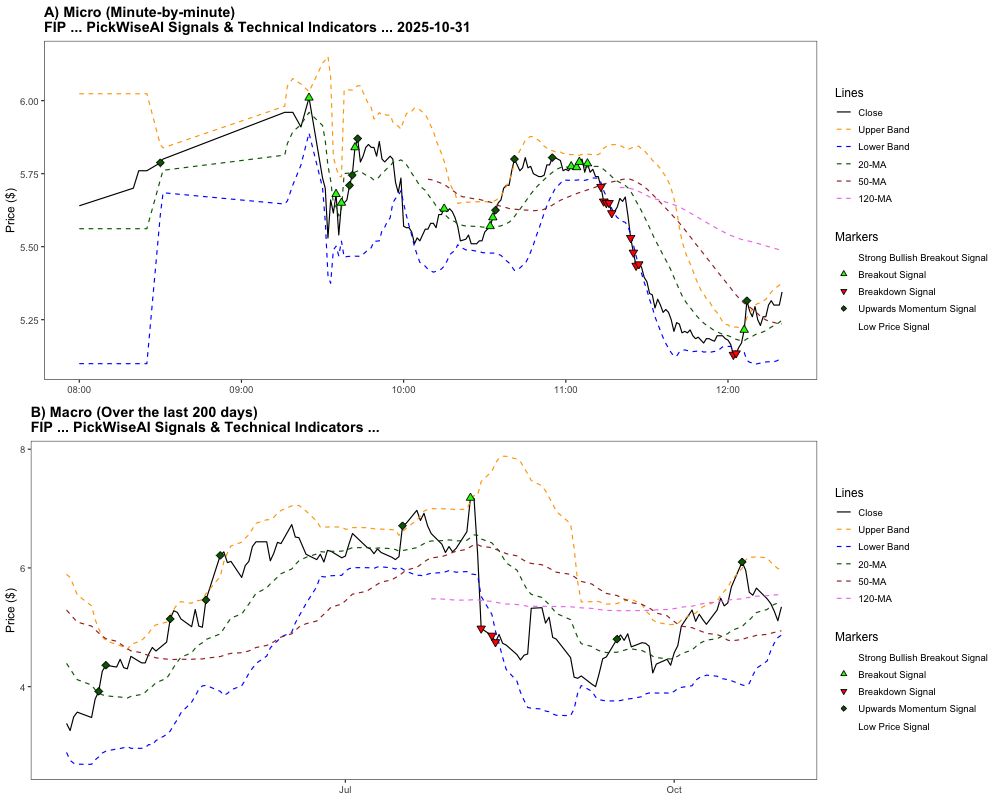 A) Micro (Minute-by-minute)
FIP ... PickWiseAI Signals & Technical Indicators ... 2025-10-31
Price ($)
6.00
5.75
5.50
5.25
08:00
09:00
10:00
11:00
12:00
Lines
Close
Upper Band
Lower Band
20-MA
50-MA
120-MA
Markers
Strong Bullish Breakout Signal
Breakout Signal
Breakdown Signal
Upwards Momentum Signal
Low Price Signal
B) Macro (Over the last 200 days)
FIP ... PickWiseAI Signals & Technical Indicators ...
Price ($)
8
6
4
Jul
Oct
Lines
Close
Upper Band
Lower Band
20-MA
50-MA
120-MA
Markers
Strong Bullish Breakout Signal
Breakout Signal
Breakdown Signal
Upwards Momentum Signal
Low Price Signal